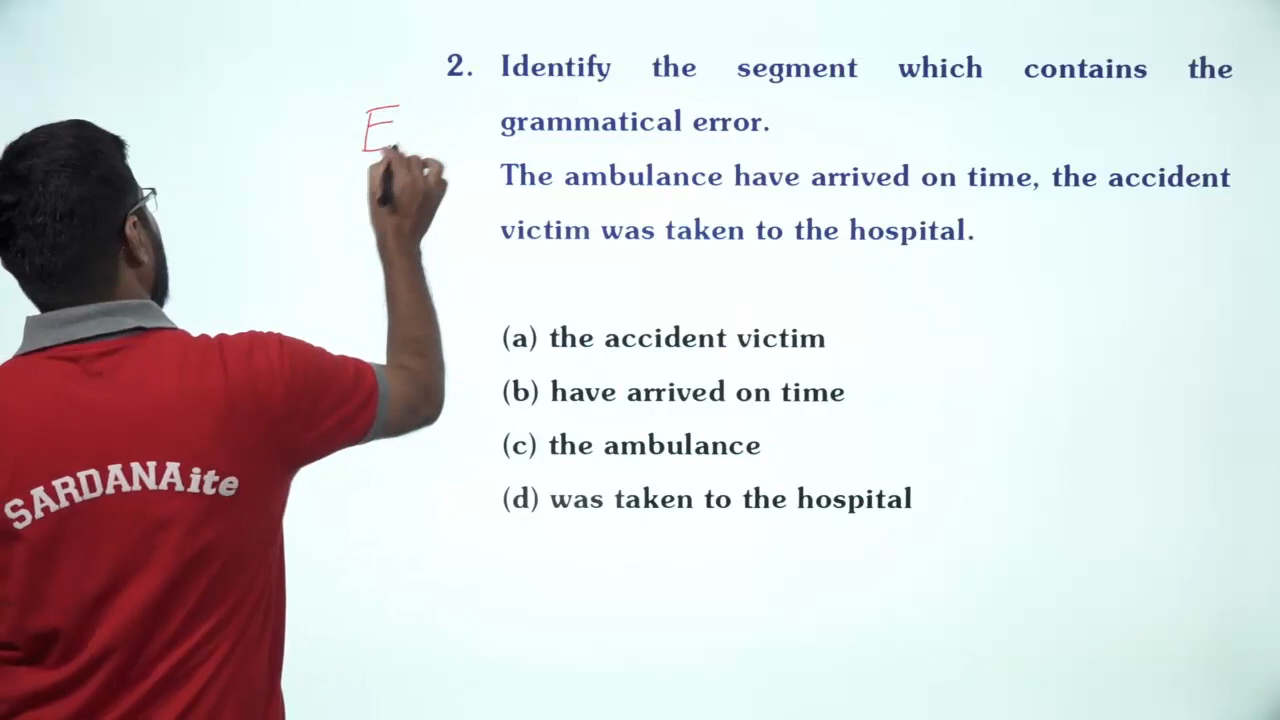 2. Identify the segment which contains the
grammatical error.
The ambulance have arrived on time, the accident
victim was taken to the hospital.
(a) the accident victim
(b) have arrived on time
(c) the ambulance
(d) was taken to the hospital
E
SARDANAite